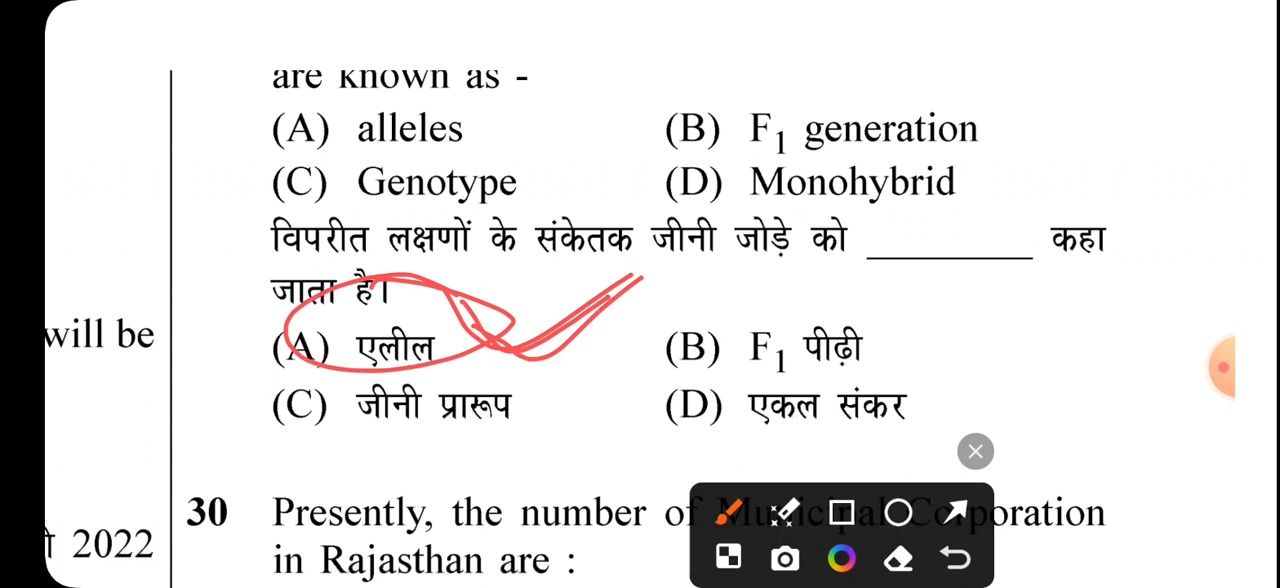 are known as -
(A) alleles (B) F₁ generation
(C) Genotype (D) Monohybrid
विपरीत लक्षणों के संकेतक जीनी जोड़े को __________ कहा
जाता है।
(A) एलील (B) F₁ पीढ़ी
(C) जीनी प्रारूप (D) एकल संकर
will be
2022
30 Presently, the number of Municipal Corporation
in Rajasthan are :